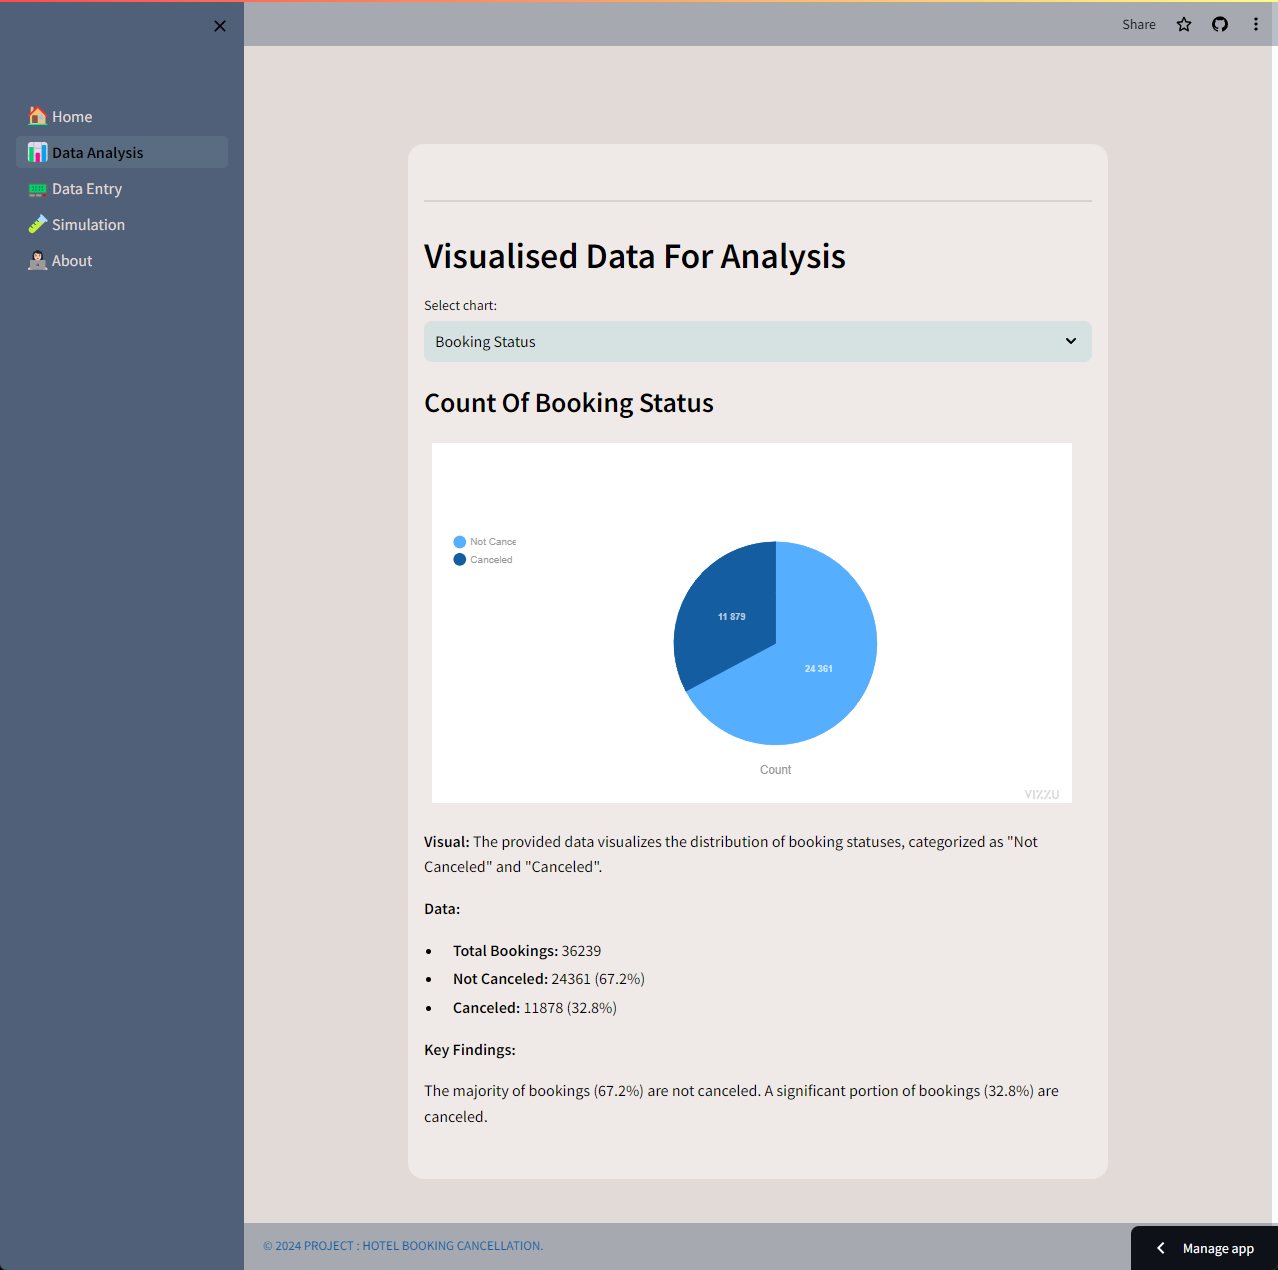 Share
Home
Data Analysis
Data Entry
Simulation
About
Visualised Data For Analysis
Select chart:
Booking Status
Count Of Booking Status
Not Cance
Canceled
11 879
24 361
Count
VIZZU
Visual: The provided data visualizes the distribution of booking statuses, categorized as "Not
Canceled" and "Canceled".
Data:
• Total Bookings: 36239
• Not Canceled: 24361 (67.2%)
• Canceled: 11878 (32.8%)
Key Findings:
The majority of bookings (67.2%) are not canceled. A significant portion of bookings (32.8%) are
canceled.
© 2024 PROJECT : HOTEL BOOKING CANCELLATION.
Manage app